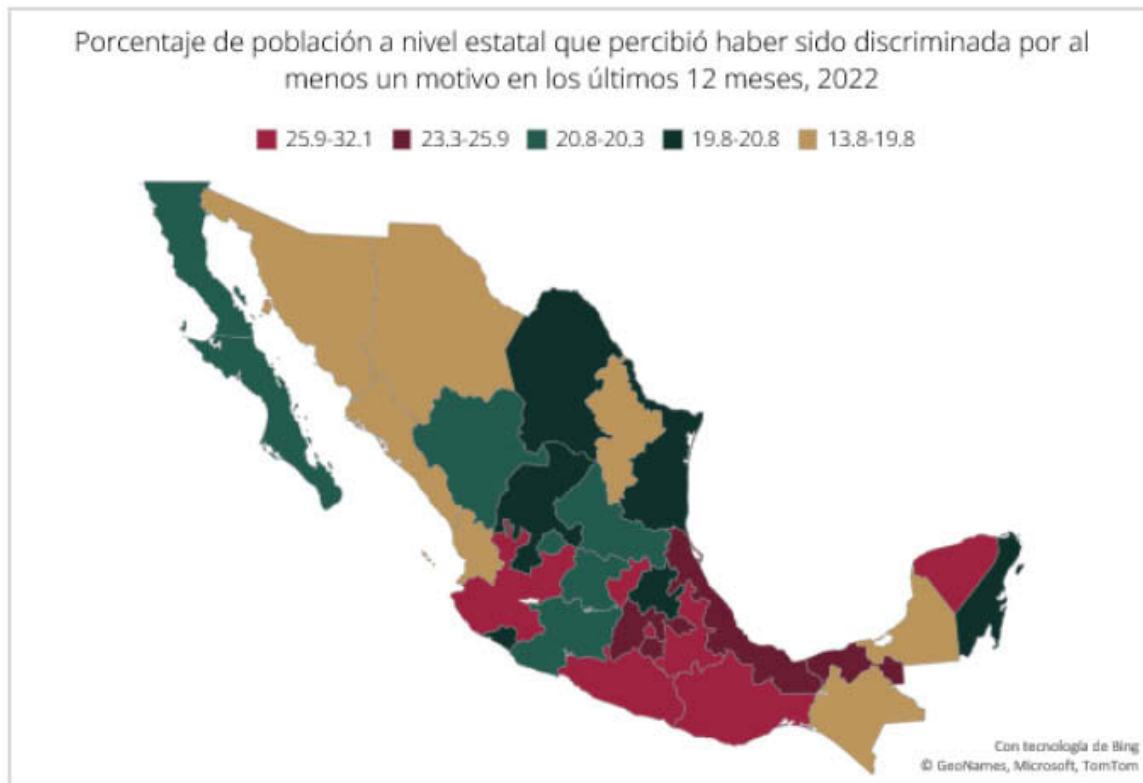 Porcentaje de población a nivel estatal que percibió haber sido discriminada por al
menos un motivo en los últimos 12 meses, 2022
25.9-32.1 23.3-25.9 20.8-20.3 19.8-20.8 13.8-19.8
Con tecnología de Bing
© GeoNames, Microsoft, TomTom